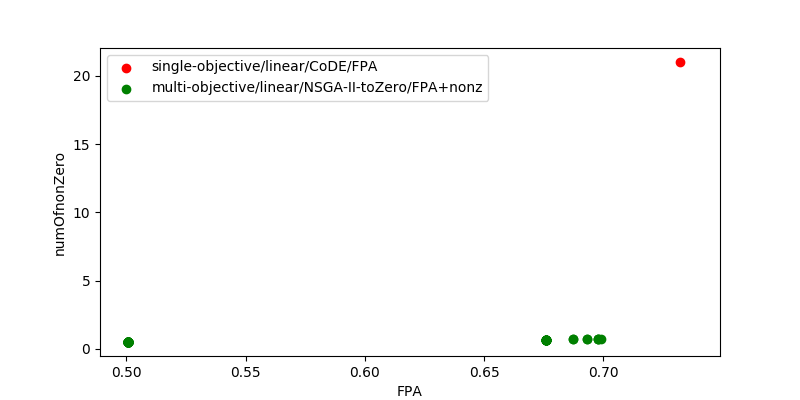 single-objective/linear/CoDE/FPA
multi-objective/linear/NSGA-II-toZero/FPA+nonz
20
15
10
5
0
numOfnonZero
0.50 0.55 0.60 0.65 0.70
FPA